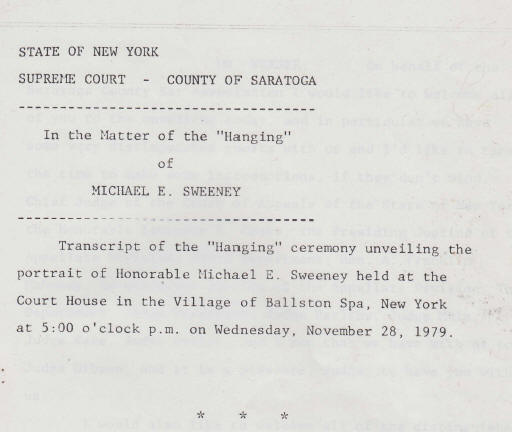 STATE OF NEW YORK
SUPREME COURT - COUNTY OF SARATOGA
--------------------------------
In the Matter of the "Hanging"
of
MICHAEL E. SWEENEY
--------------------------------
Transcript of the "Hanging" ceremony unveiling the
portrait of Honorable Michael E. Sweeney held at the
Court House in the Village of Ballston Spa, New York
at 5:00 o'clock p.m. on Wednesday, November 28, 1979.
* * *